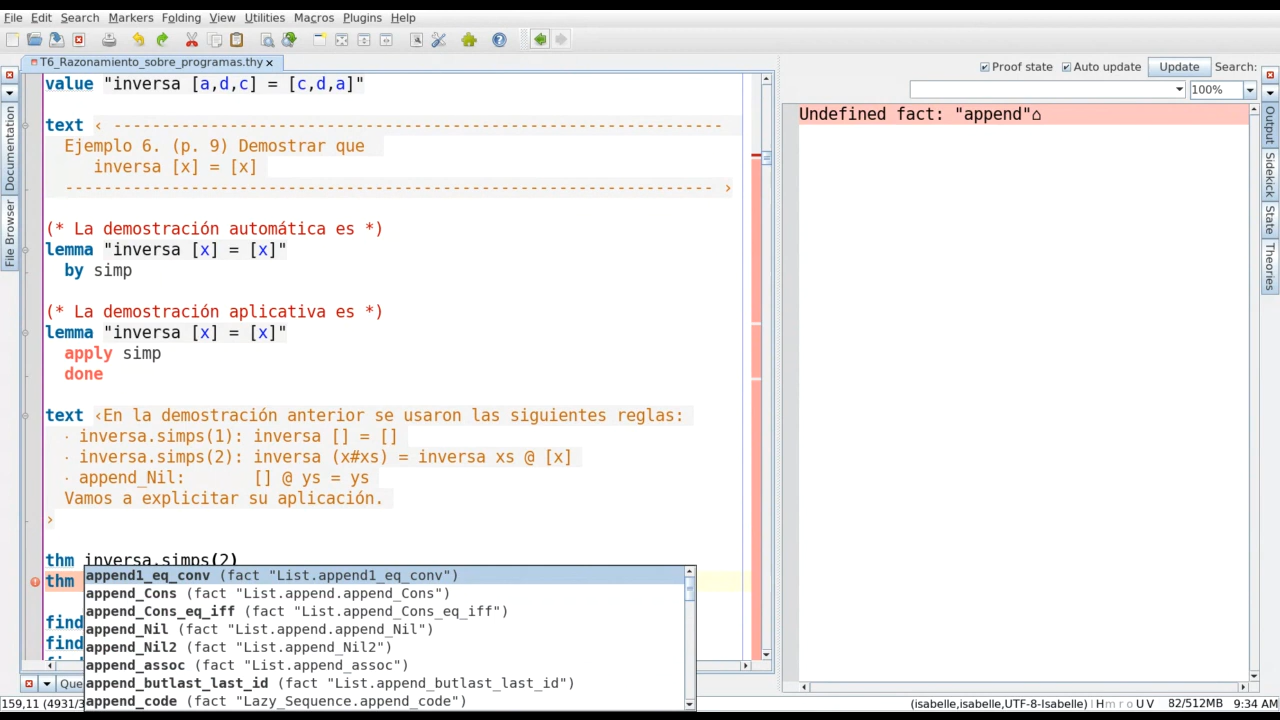 File Edit Search Markers Folding View Utilities Macros Plugins Help
T6_Razonamiento_sobre_programas.thy
value "inversa [a,d,c] = [c,d,a]"
text ‹ ---------------------------------------------------------------
Ejemplo 6. (p. 9) Demostrar que
inversa [x] = [x]
------------------------------------------------------------------- ›
(* La demostración automática es *)
lemma "inversa [x] = [x]"
by simp
(* La demostración aplicativa es *)
lemma "inversa [x] = [x]"
apply simp
done
text ‹En la demostración anterior se usaron las siguientes reglas:
· inversa.simps(1): inversa [] = []
· inversa.simps(2): inversa (x#xs) = inversa xs @ [x]
· append_Nil: [] @ ys = ys
Vamos a explicitar su aplicación.
›
thm inversa.simps(2)
thm
find
find
append1_eq_conv (fact "List.append1_eq_conv")
append_Cons (fact "List.append.append_Cons")
append_Cons_eq_iff (fact "List.append_Cons_eq_iff")
append_Nil (fact "List.append.append_Nil")
append_Nil2 (fact "List.append_Nil2")
append_assoc (fact "List.append_assoc")
append_butlast_last_id (fact "List.append_butlast_last_id")
append_code (fact "Lazy_Sequence.append_code")
Documentation
File Browser
Proof state Auto update Update Search:
100%
Undefined fact: "append"⌂
Output
Sidekick
State
Theories
Que
159,11 (4931/3
(isabelle,isabelle,UTF-8-Isabelle) | H m r o U V 82/512MB 9:34 AM